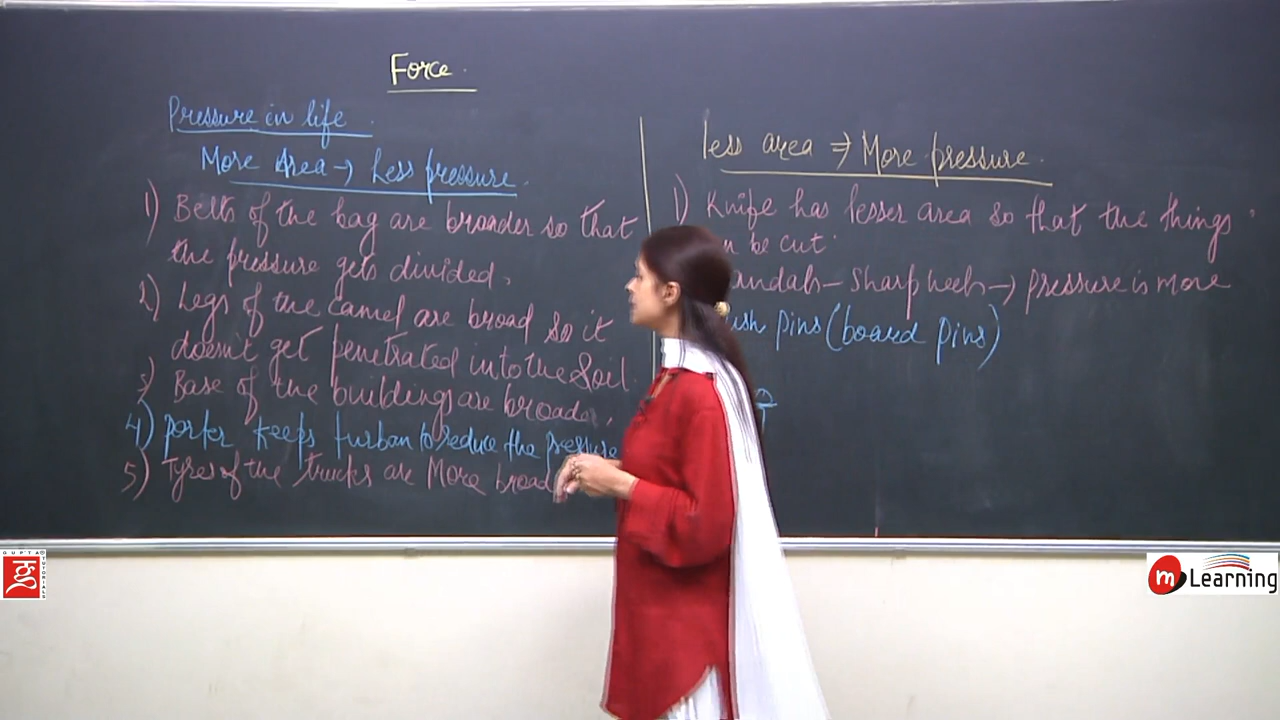 Force
Pressure in life
More Area → Less pressure.
1) Belts of the bag are broader so that
the pressure gets divided.
2) Legs of the camel are broad so it
doesn't get penetrated into the Soil.
3) Base of the buildings are broader.
4) Porter keeps turban to reduce the pressure
5) Tyres of the trucks are More broad
less area ⇒ More pressure.
1) Knife has lesser area so that the things
be cut.
Sharp heels → pressure is more
pins (board pins)
GUPTA TUTORIALS
m Learning